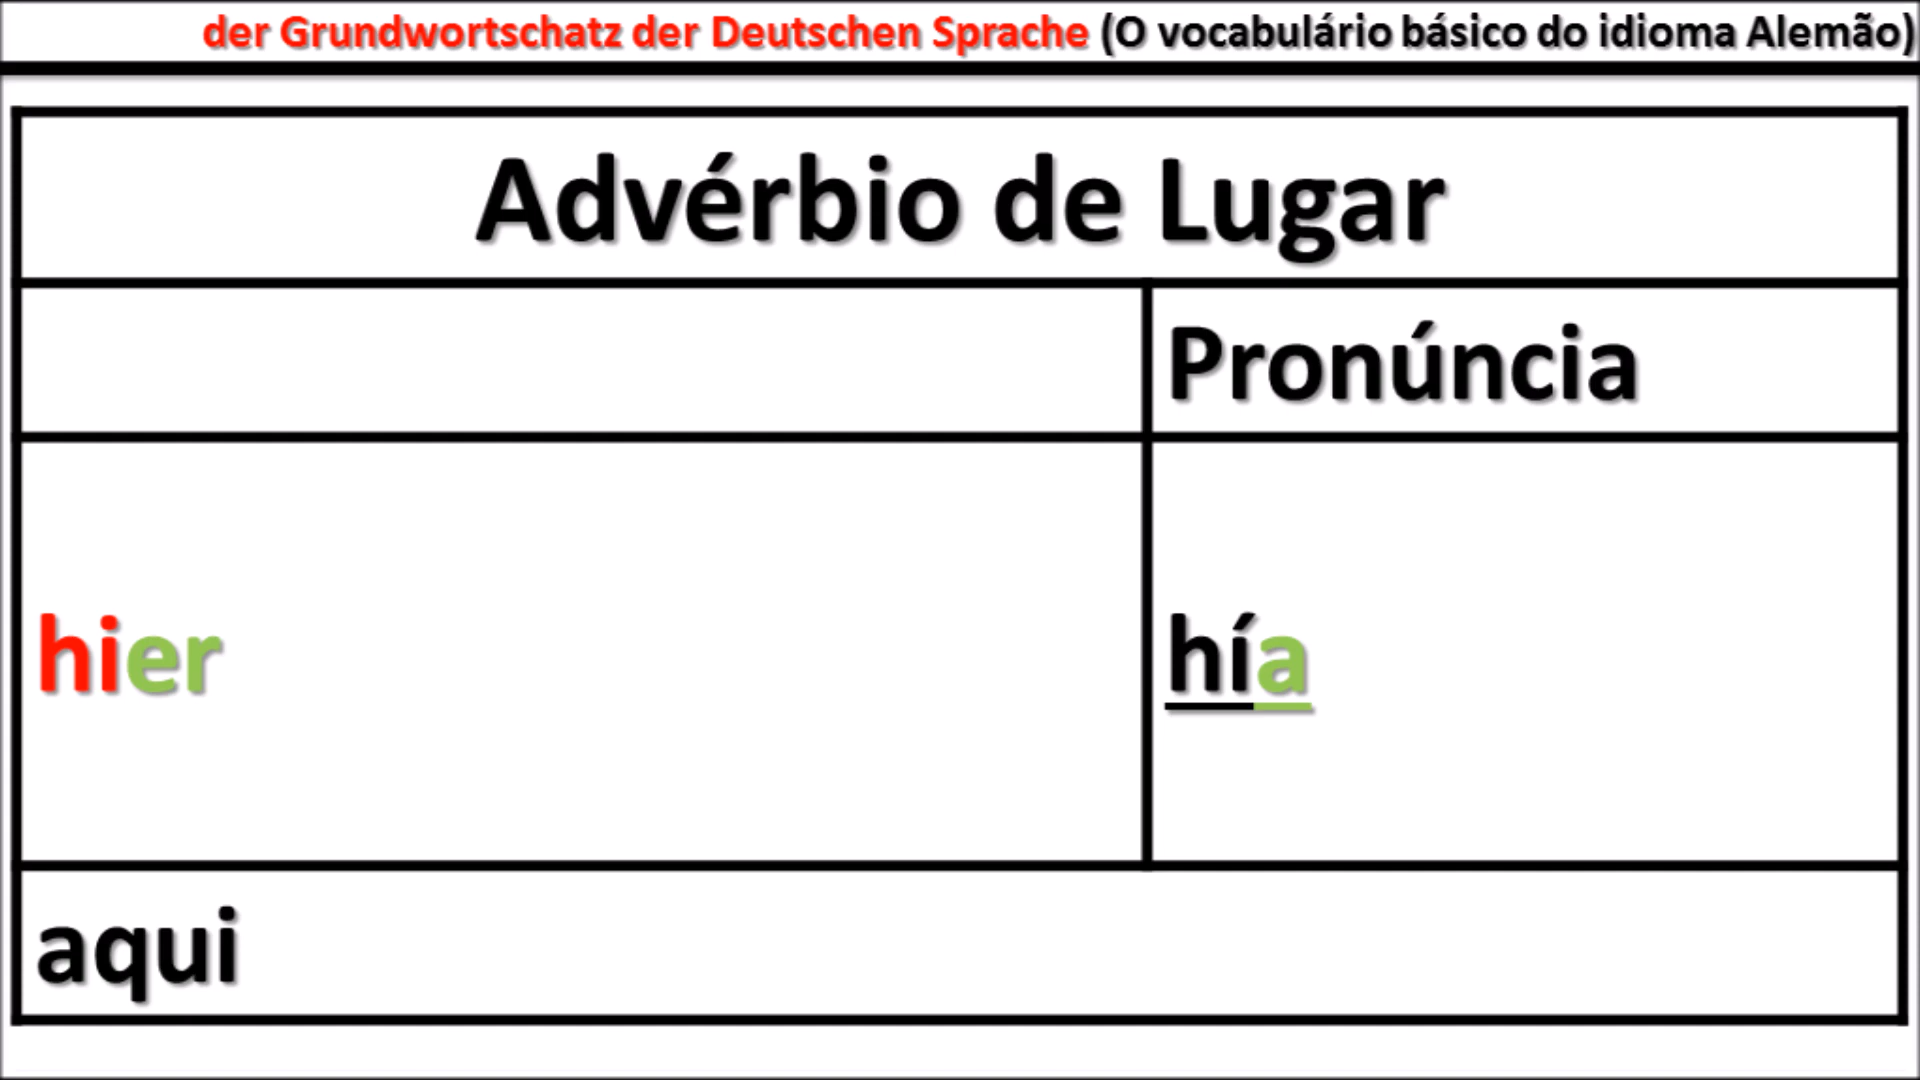 der Grundwortschatz der Deutschen Sprache (O vocabulário básico do idioma Alemão)
Advérbio de Lugar
Pronúncia
hier
hía
aqui